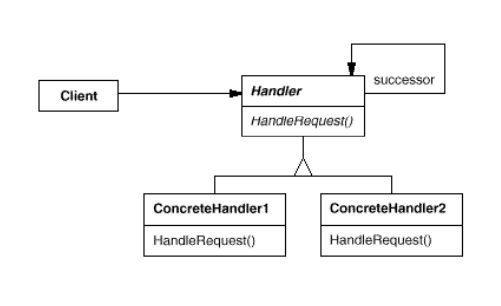 Client
Handler
HandleRequest()
successor
ConcreteHandler1
HandleRequest()
ConcreteHandler2
HandleRequest()